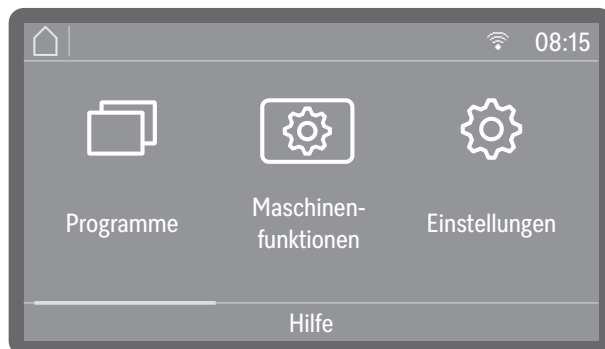 08:15
Programme
Maschinen-
funktionen
Einstellungen
Hilfe